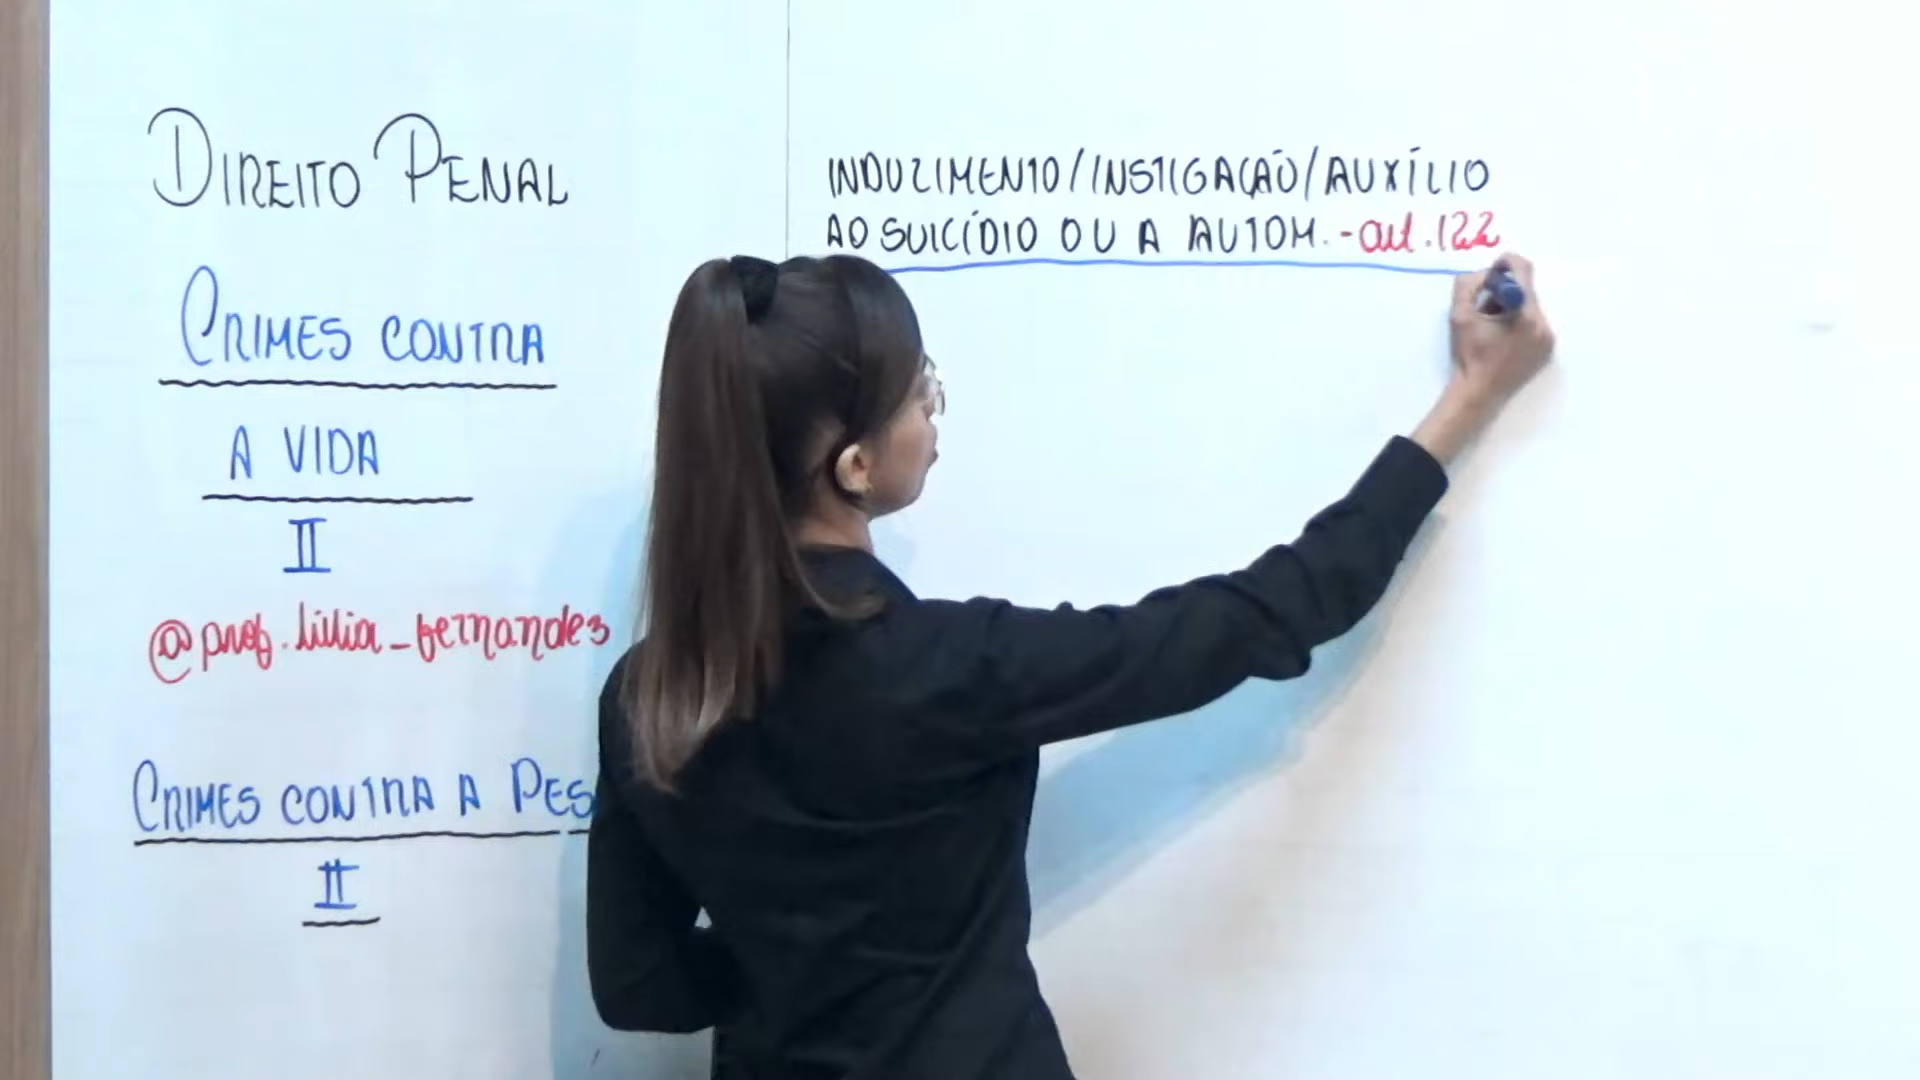 DIREITO PENAL
CRIMES CONTRA
A VIDA
II
@prof.lillia_fernandes
CRIMES CONTRA A PES
II
INDUZIMENTO/INSTIGAÇÃO/AUXÍLIO
AO SUICÍDIO OU A AUTOM. - art. 122